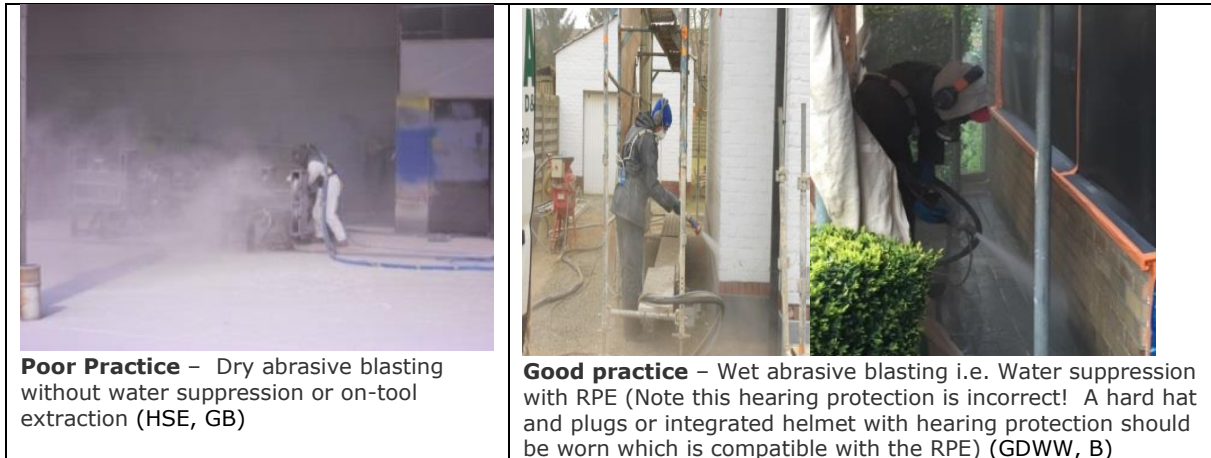 A
D&
99
Poor Practice – Dry abrasive blasting
without water suppression or on-tool
extraction (HSE, GB)
Good practice – Wet abrasive blasting i.e. Water suppression
with RPE (Note this hearing protection is incorrect! A hard hat
and plugs or integrated helmet with hearing protection should
be worn which is compatible with the RPE) (GDWW, B)